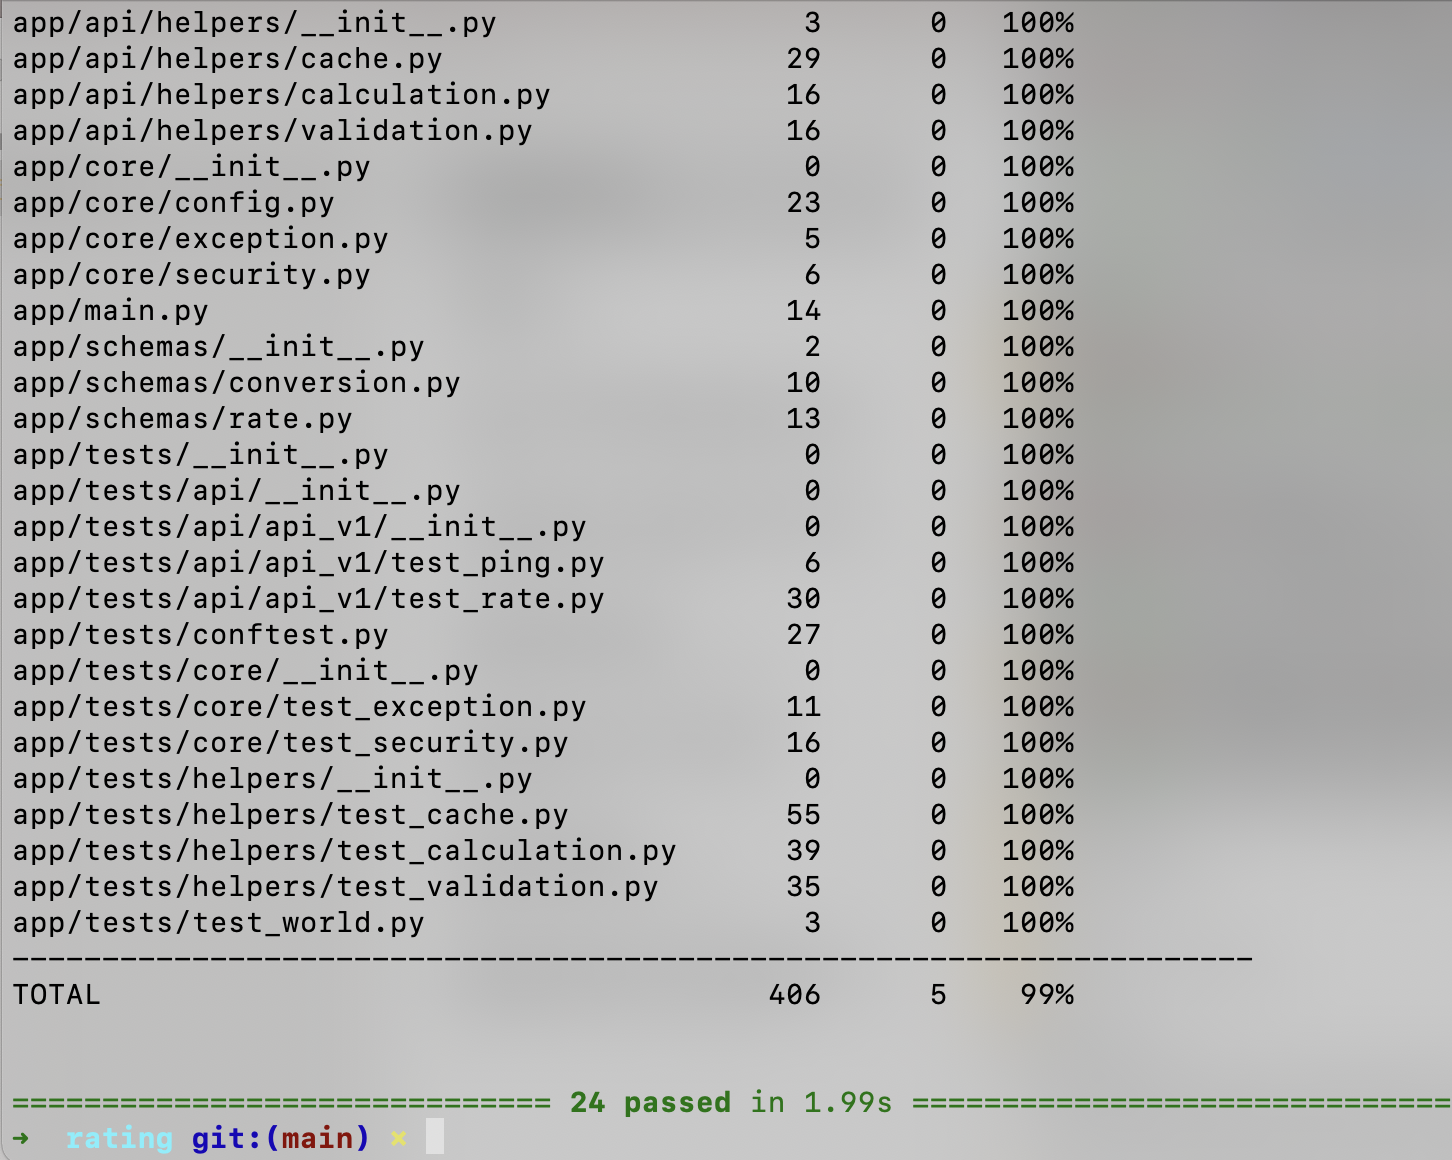 app/api/helpers/__init__.py 3 0 100%
app/api/helpers/cache.py 29 0 100%
app/api/helpers/calculation.py 16 0 100%
app/api/helpers/validation.py 16 0 100%
app/core/__init__.py 0 0 100%
app/core/config.py 23 0 100%
app/core/exception.py 5 0 100%
app/core/security.py 6 0 100%
app/main.py 14 0 100%
app/schemas/__init__.py 2 0 100%
app/schemas/conversion.py 10 0 100%
app/schemas/rate.py 13 0 100%
app/tests/__init__.py 0 0 100%
app/tests/api/__init__.py 0 0 100%
app/tests/api/api_v1/__init__.py 0 0 100%
app/tests/api/api_v1/test_ping.py 6 0 100%
app/tests/api/api_v1/test_rate.py 30 0 100%
app/tests/conftest.py 27 0 100%
app/tests/core/__init__.py 0 0 100%
app/tests/core/test_exception.py 11 0 100%
app/tests/core/test_security.py 16 0 100%
app/tests/helpers/__init__.py 0 0 100%
app/tests/helpers/test_cache.py 55 0 100%
app/tests/helpers/test_calculation.py 39 0 100%
app/tests/helpers/test_validation.py 35 0 100%
app/tests/test_world.py 3 0 100%
---------------------------------------------------------------------
TOTAL 406 5 99%
============================== 24 passed in 1.99s ==============================
➜ rating git:(main) ×